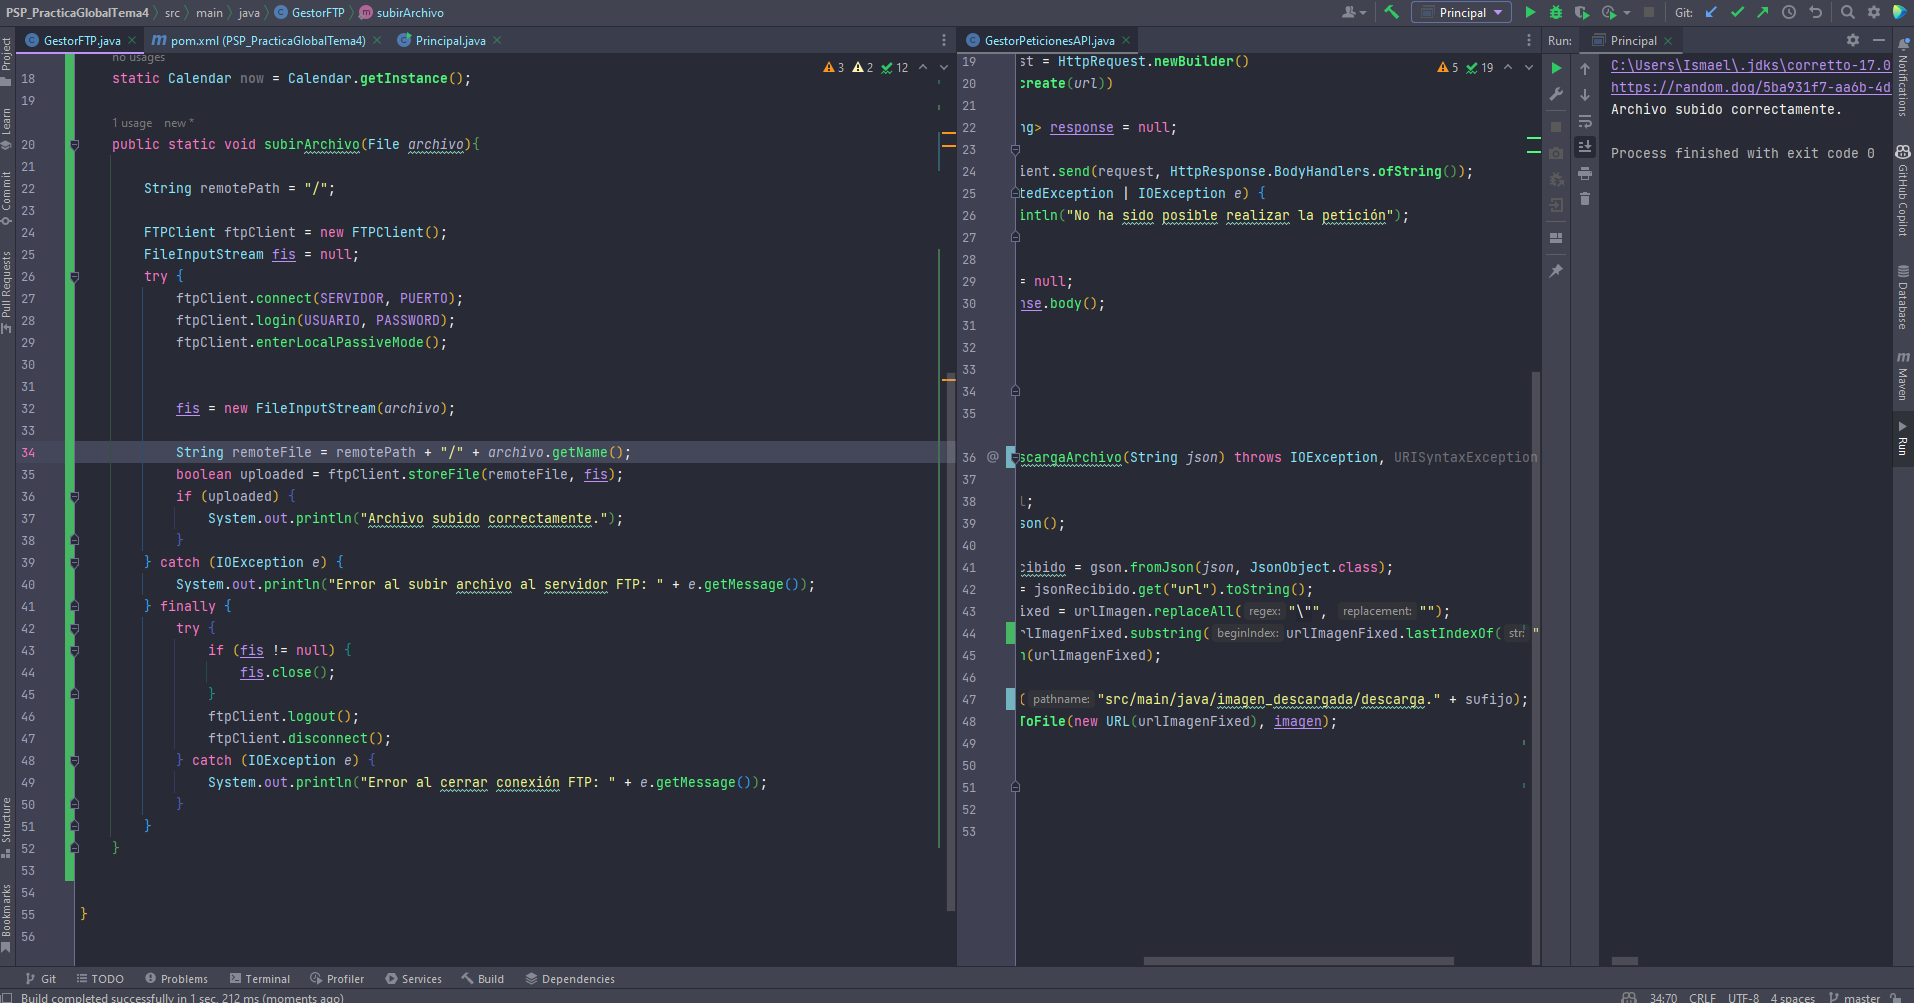 PSP_PracticaGlobalTema4 src main java GestorFTP subirArchivo
Principal Git:
GestorFTP.java pom.xml (PSP_PracticaGlobalTema4) Principal.java
GestorPeticionesAPI.java
Run: Principal
Project
Learn
Commit
Pull Requests
Structure
Bookmarks
no usages
3 2 12
18 static Calendar now = Calendar.getInstance();
19
1 usage new *
20 public static void subirArchivo(File archivo){
21
22 String remotePath = "/";
23
24 FTPClient ftpClient = new FTPClient();
25 FileInputStream fis = null;
26 try {
27 ftpClient.connect(SERVIDOR, PUERTO);
28 ftpClient.login(USUARIO, PASSWORD);
29 ftpClient.enterLocalPassiveMode();
30
31
32 fis = new FileInputStream(archivo);
33
34 String remoteFile = remotePath + "/" + archivo.getName();
35 boolean uploaded = ftpClient.storeFile(remoteFile, fis);
36 if (uploaded) {
37 System.out.println("Archivo subido correctamente.");
38 }
39 } catch (IOException e) {
40 System.out.println("Error al subir archivo al servidor FTP: " + e.getMessage());
41 } finally {
42 try {
43 if (fis != null) {
44 fis.close();
45 }
46 ftpClient.logout();
47 ftpClient.disconnect();
48 } catch (IOException e) {
49 System.out.println("Error al cerrar conexión FTP: " + e.getMessage());
50 }
51 }
52 }
53
54
55 }
56
5 19
19 st = HttpRequest.newBuilder()
20 create(url))
21
22 ng> response = null;
23
24 ient.send(request, HttpResponse.BodyHandlers.ofString());
25 tedException | IOException e) {
26 intln("No ha sido posible realizar la petición");
27
28
29 = null;
30 nse.body();
31
32
33
34
35
36 @ scargaArchivo(String json) throws IOException, URISyntaxException
37
38 l;
39 son();
40
41 cibido = gson.fromJson(json, JsonObject.class);
42 = jsonRecibido.get("url").toString();
43 ixed = urlImagen.replaceAll( regex: "\"", replacement: "");
44 rlImagenFixed.substring( beginIndex: urlImagenFixed.lastIndexOf( str: "
45 n(urlImagenFixed);
46
47 ( pathname: "src/main/java/imagen_descargada/descarga." + sufijo);
48 ToFile(new URL(urlImagenFixed), imagen);
49
50
51
52
53
C:\Users\Ismael\.jdks\corretto-17.0
https://random.dog/5ba931f7-aa6b-4d
Archivo subido correctamente.
Process finished with exit code 0
Notifications
GitHub Copilot
Database
m Maven
Run
Git TODO Problems Terminal Profiler Services Build Dependencies
Build completed successfully in 1 sec, 212 ms (moments ago)
34:70 CRLF UTF-8 4 spaces master